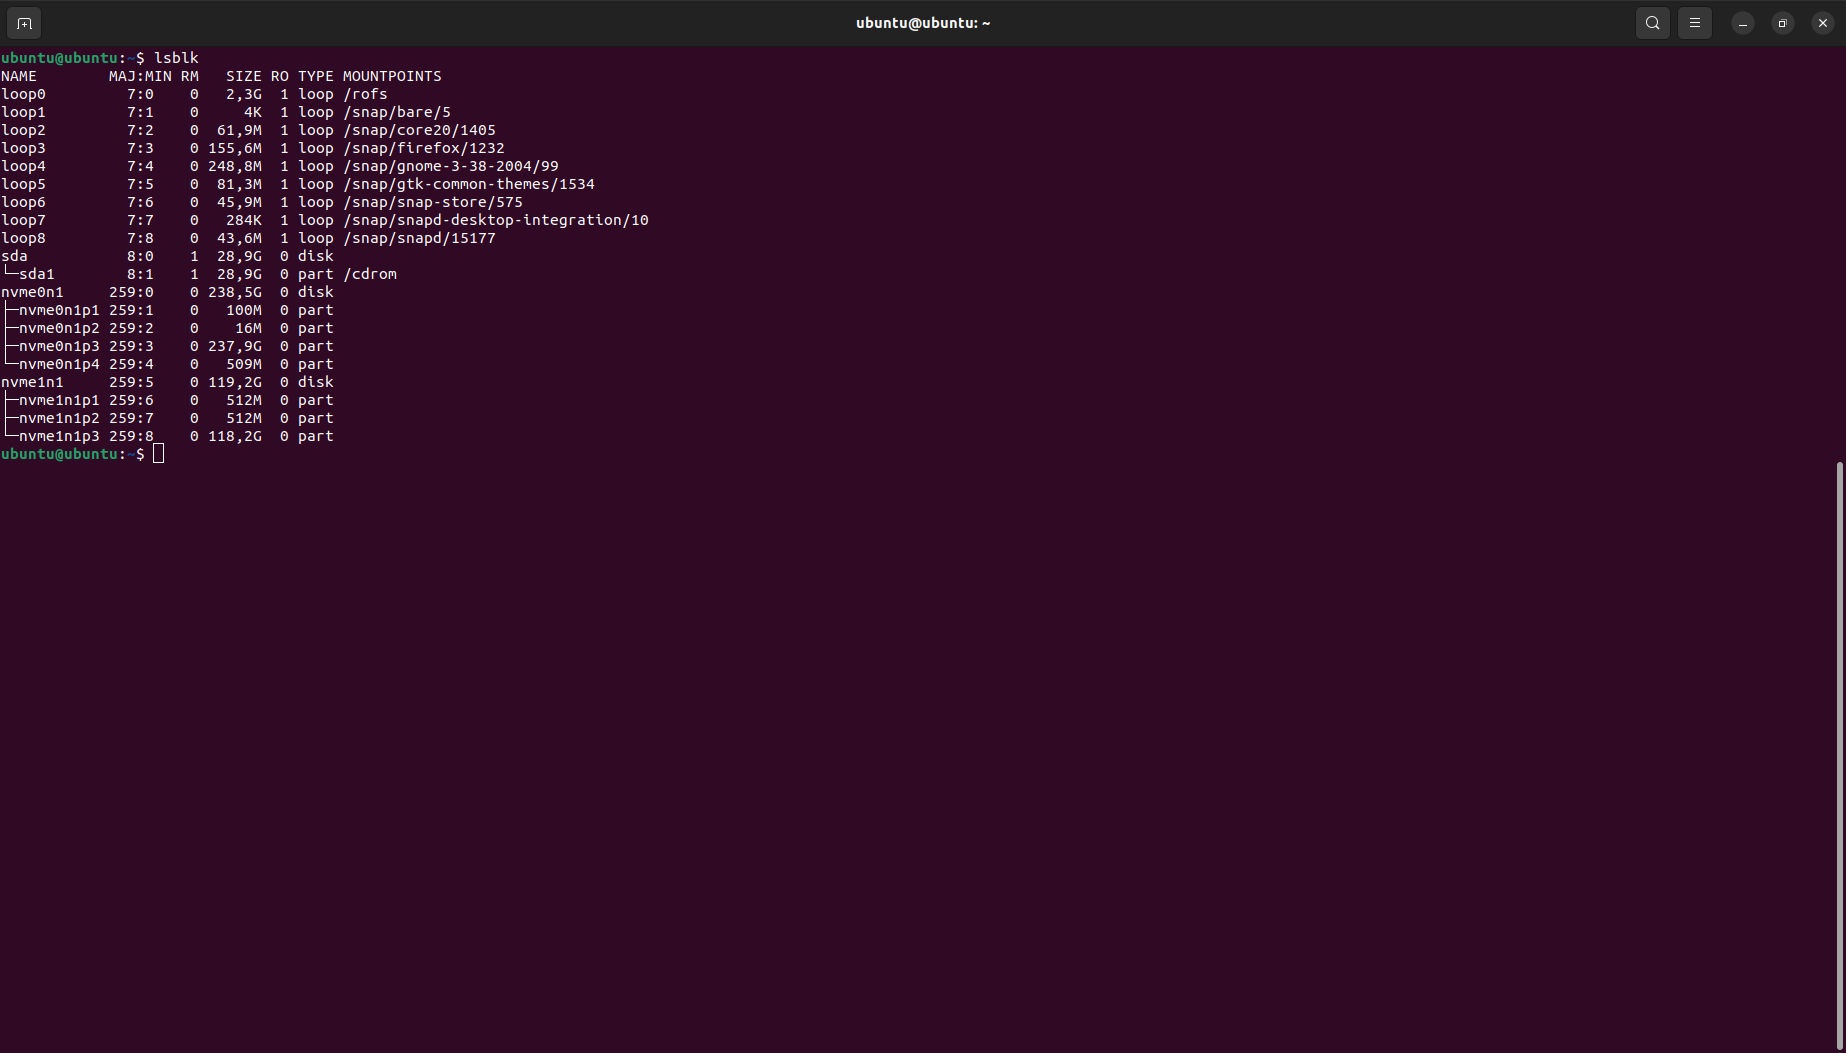 ubuntu@ubuntu: ~
ubuntu@ubuntu:~$ lsblk
NAME        MAJ:MIN RM   SIZE RO TYPE MOUNTPOINTS
loop0         7:0    0   2,3G  1 loop /rofs
loop1         7:1    0     4K  1 loop /snap/bare/5
loop2         7:2    0  61,9M  1 loop /snap/core20/1405
loop3         7:3    0 155,6M  1 loop /snap/firefox/1232
loop4         7:4    0 248,8M  1 loop /snap/gnome-3-38-2004/99
loop5         7:5    0  81,3M  1 loop /snap/gtk-common-themes/1534
loop6         7:6    0  45,9M  1 loop /snap/snap-store/575
loop7         7:7    0   284K  1 loop /snap/snapd-desktop-integration/10
loop8         7:8    0  43,6M  1 loop /snap/snapd/15177
sda           8:0    1  28,9G  0 disk
└─sda1        8:1    1  28,9G  0 part /cdrom
nvme0n1     259:0    0 238,5G  0 disk
├─nvme0n1p1 259:1    0   100M  0 part
├─nvme0n1p2 259:2    0    16M  0 part
├─nvme0n1p3 259:3    0 237,9G  0 part
└─nvme0n1p4 259:4    0   509M  0 part
nvme1n1     259:5    0 119,2G  0 disk
├─nvme1n1p1 259:6    0   512M  0 part
├─nvme1n1p2 259:7    0   512M  0 part
└─nvme1n1p3 259:8    0 118,2G  0 part
ubuntu@ubuntu:~$